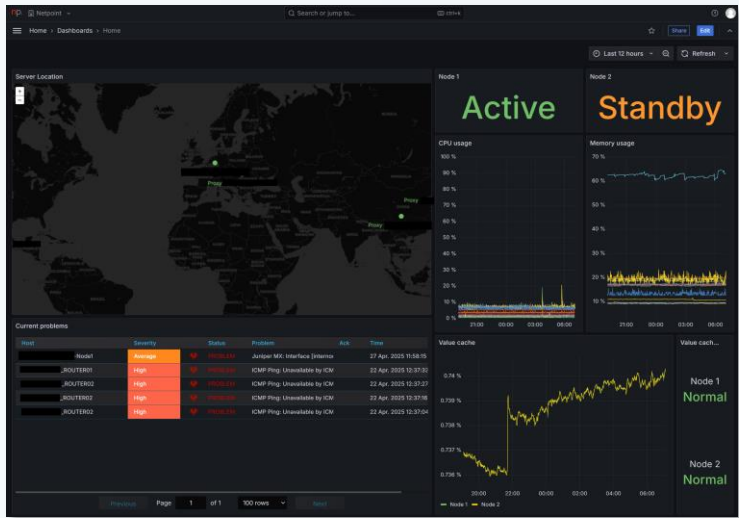 np Netpoint
Search or jump to...
ctrl+k
Home › Dashboards › Home
Share
Edit
Last 12 hours
Refresh
Server Location
+
−
Proxy
Proxy
Proxy
Node 1
Active
Node 2
Standby
CPU usage
100 %
90 %
80 %
70 %
60 %
50 %
40 %
30 %
20 %
10 %
0 %
21:00 00:00 03:00 06:00
Memory usage
70 %
60 %
50 %
40 %
30 %
20 %
10 %
21:00 00:00 03:00 06:00
Current problems
Host Severity Status Problem Ack Time
-Node1 Average PROBLEM Juniper MX: Interface [interno 27 Apr. 2025 11:58:15
_ROUTER01 High PROBLEM ICMP Ping: Unavailable by ICM 22 Apr. 2025 12:37:32
_ROUTER02 High PROBLEM ICMP Ping: Unavailable by ICM 22 Apr. 2025 12:37:27
_ROUTER02 High PROBLEM ICMP Ping: Unavailable by ICM 22 Apr. 2025 12:37:18
_ROUTER02 High PROBLEM ICMP Ping: Unavailable by ICM 22 Apr. 2025 12:37:04
Previous Page 1 of 1 100 rows Next
Value cache
0.74 %
0.739 %
0.738 %
0.737 %
0.736 %
20:00 22:00 00:00 02:00 04:00 06:00
Node 1 Node 2
Value cach...
Node 1
Normal
Node 2
Normal